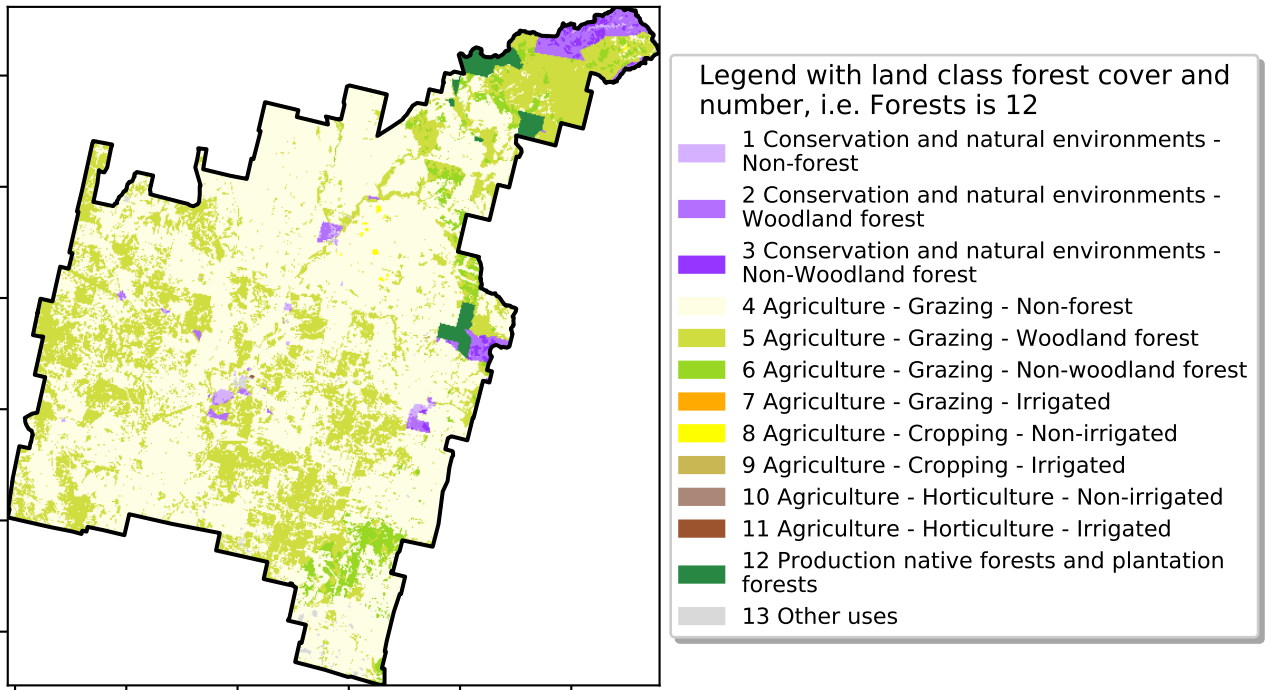 Legend with land class forest cover and
number, i.e. Forests is 12
1 Conservation and natural environments -
Non-forest
2 Conservation and natural environments -
Woodland forest
3 Conservation and natural environments -
Non-Woodland forest
4 Agriculture - Grazing - Non-forest
5 Agriculture - Grazing - Woodland forest
6 Agriculture - Grazing - Non-woodland forest
7 Agriculture - Grazing - Irrigated
8 Agriculture - Cropping - Non-irrigated
9 Agriculture - Cropping - Irrigated
10 Agriculture - Horticulture - Non-irrigated
11 Agriculture - Horticulture - Irrigated
12 Production native forests and plantation
forests
13 Other uses